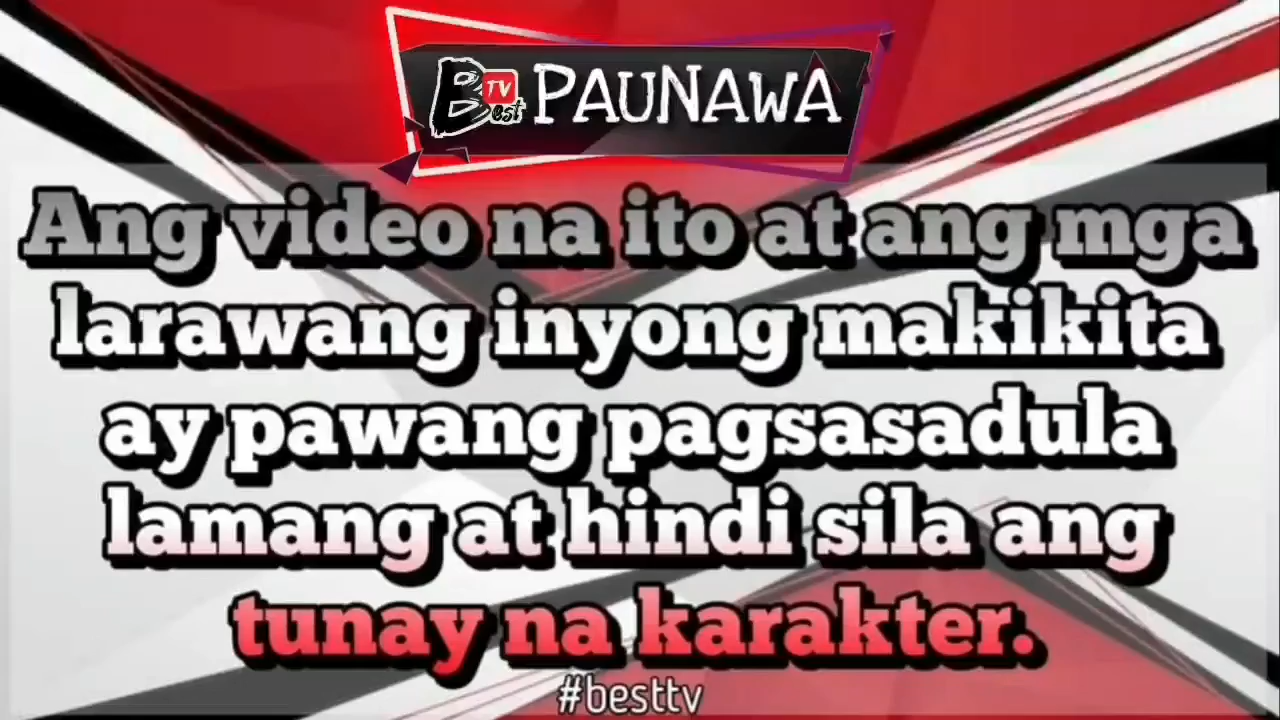 Best TV PAUNAWA
Ang video na ito at ang mga
larawang inyong makikita
ay pawang pagsasadula
lamang at hindi sila ang
tunay na karakter.
#besttv